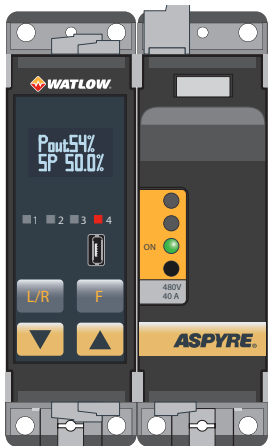 WATLOW.
Pout54%
SP 50.0%
1 2 3 4
L/R F
ON
480V
40 A
ASPYRE®